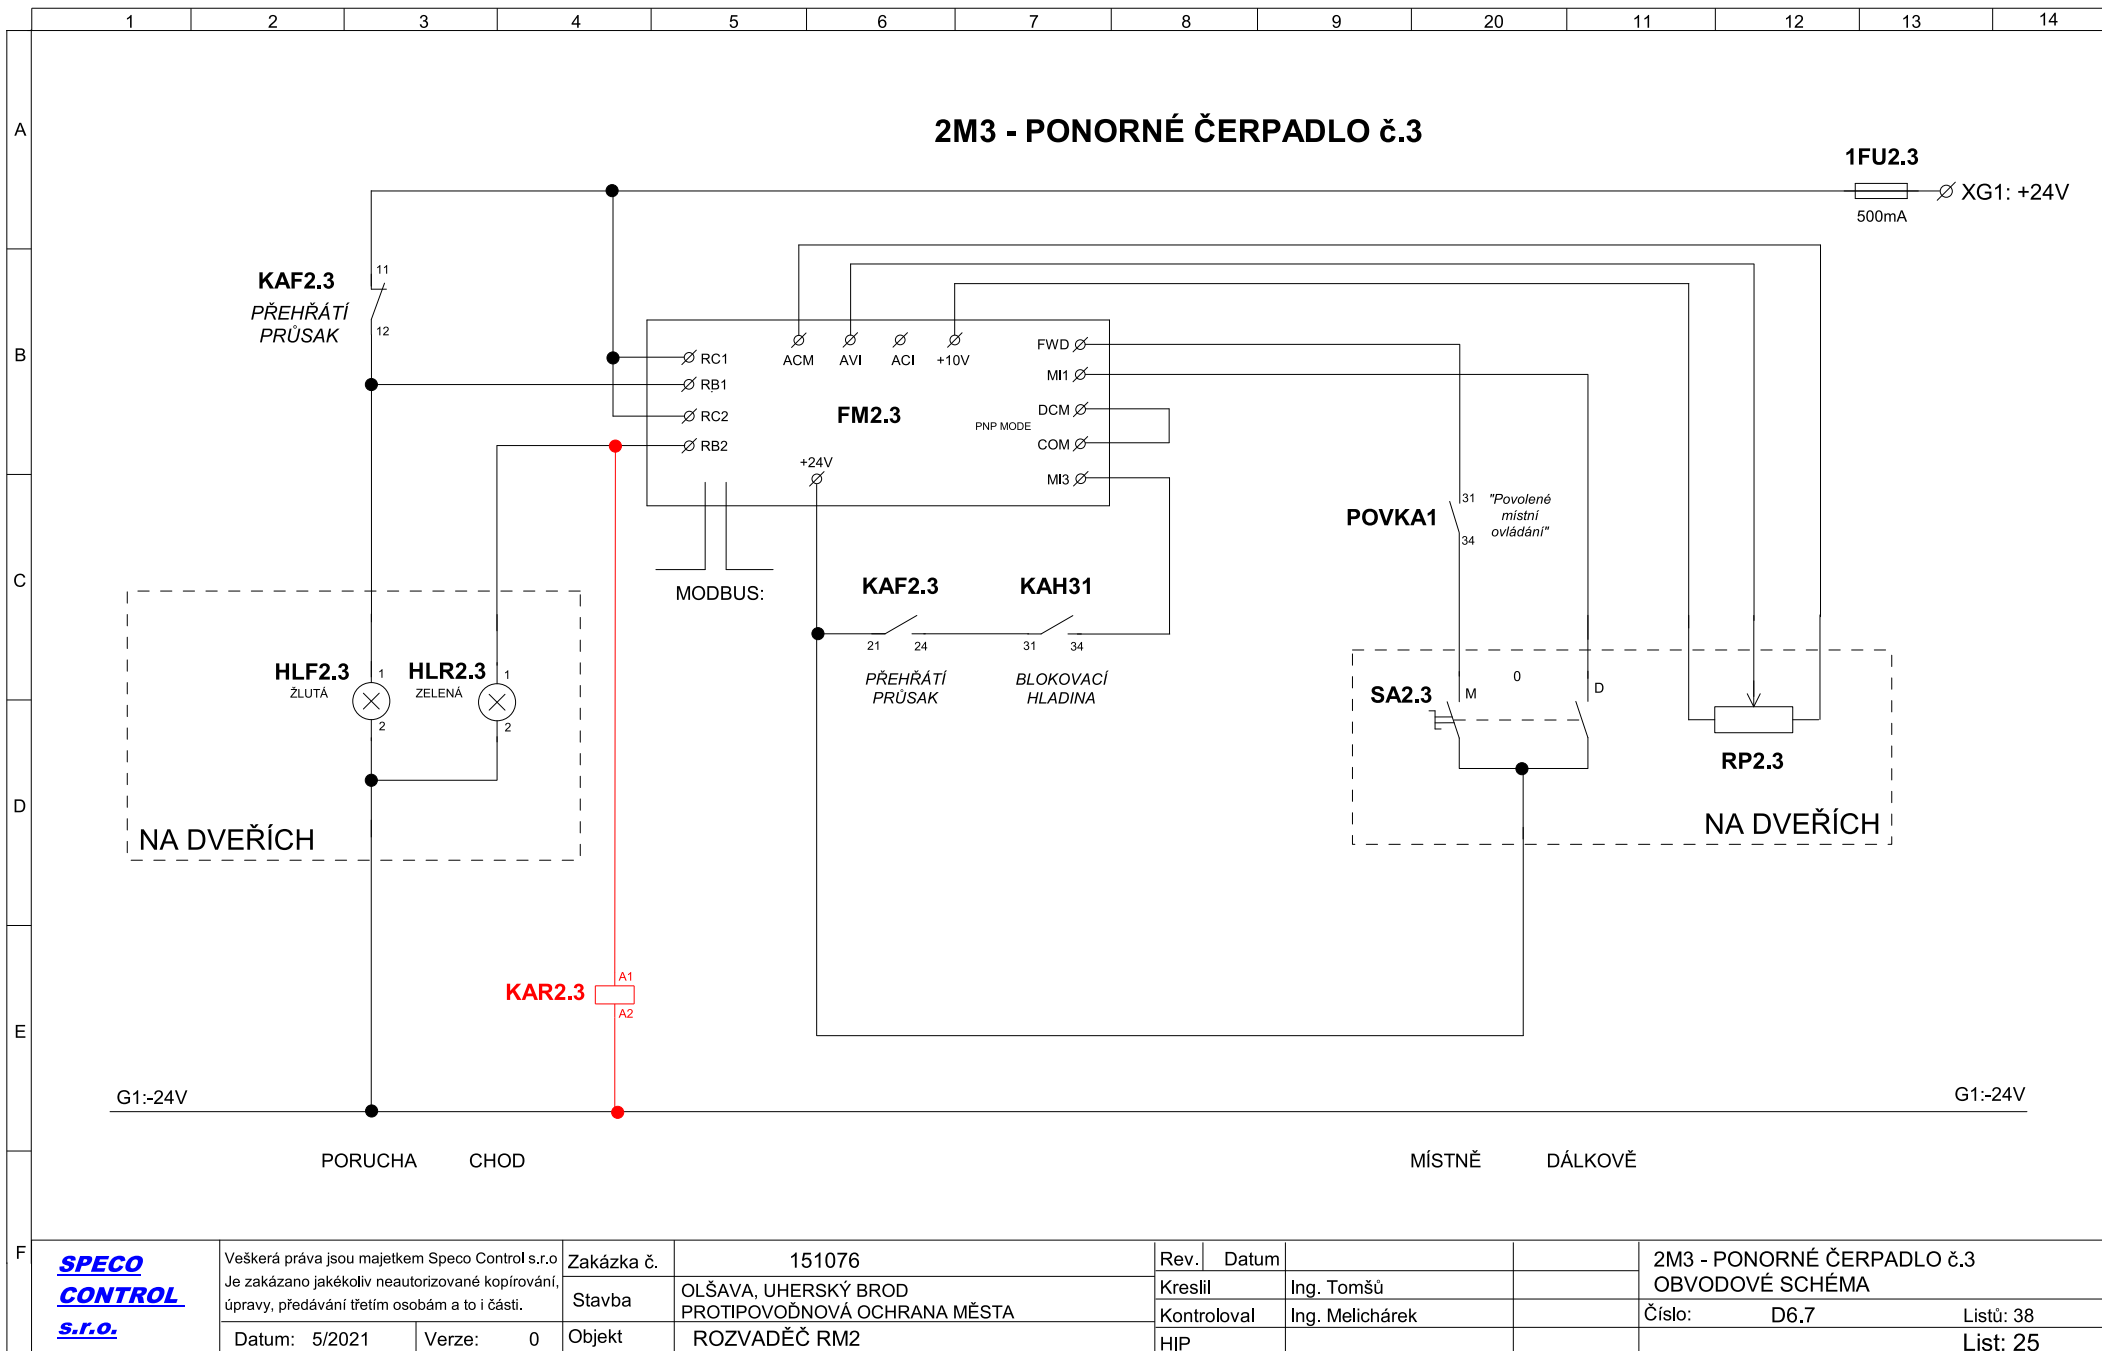 1 2 3 4 5 6 7 8 9 20 11 12 13 14
A
B
C
D
E
F
2M3 - PONORNÉ ČERPADLO č.3
1FU2.3
XG1: +24V
500mA
KAF2.3
PŘEHŘÁTÍ
PRŮSAK
11
12
RC1
RB1
RC2
RB2
ACM
AVI
ACI
+10V
FM2.3
PNP MODE
+24V
FWD
MI1
DCM
COM
MI3
MODBUS:
KAF2.3
21
24
PŘEHŘÁTÍ
PRŮSAK
KAH31
31
34
BLOKOVACÍ
HLADINA
POVKA1
31
34
"Povolené
místní
ovládání"
HLF2.3
ŽLUTÁ
1
2
HLR2.3
ZELENÁ
1
2
NA DVEŘÍCH
SA2.3
M
0
D
RP2.3
NA DVEŘÍCH
KAR2.3
A1
A2
G1:-24V
G1:-24V
PORUCHA
CHOD
MÍSTNĚ
DÁLKOVĚ
SPECO
CONTROL
s.r.o.
Veškerá práva jsou majetkem Speco Control s.r.o
Je zakázáno jakékoliv neautorizované kopírování,
úpravy, předávání třetím osobám a to i části.
Datum: 5/2021
Verze: 0
Zakázka č.
151076
Stavba
OLŠAVA, UHERSKÝ BROD
PROTIPOVODŇOVÁ OCHRANA MĚSTA
Objekt
ROZVADĚČ RM2
Rev. Datum
Kreslil
Ing. Tomšů
Kontroloval
Ing. Melichárek
HIP
2M3 - PONORNÉ ČERPADLO č.3
OBVODOVÉ SCHÉMA
Číslo:
D6.7
Listů: 38
List: 25